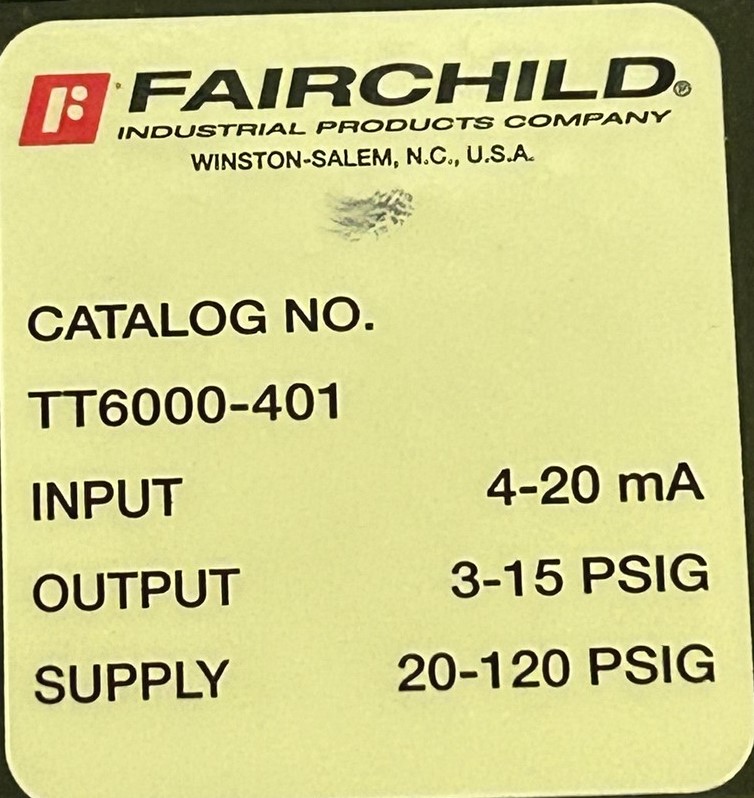 FAIRCHILD®
INDUSTRIAL PRODUCTS COMPANY
WINSTON-SALEM, N.C., U.S.A.
CATALOG NO.
TT6000-401
INPUT 4-20 mA
OUTPUT 3-15 PSIG
SUPPLY 20-120 PSIG